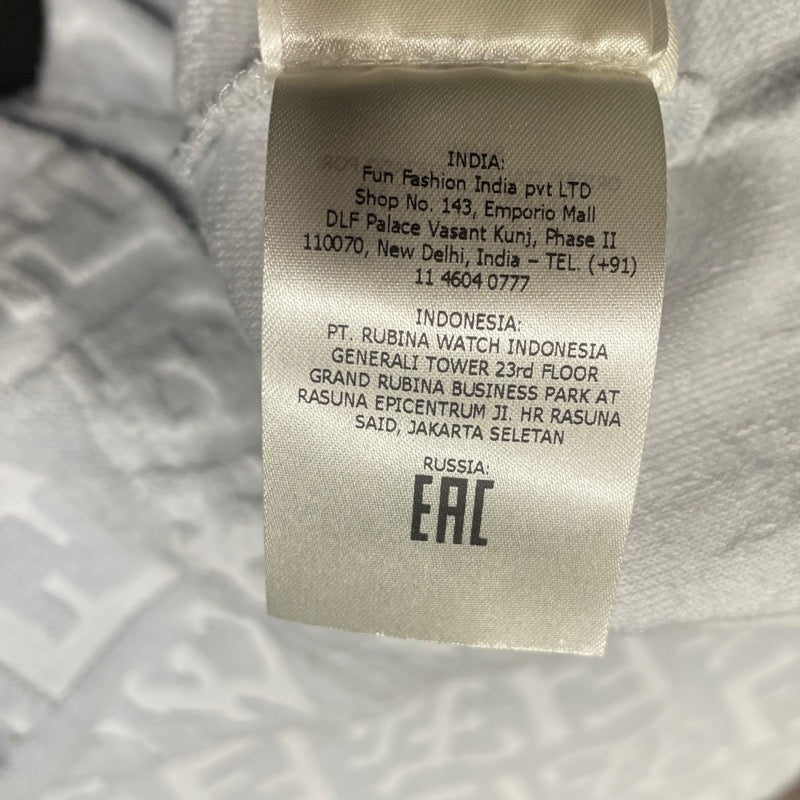 INDIA:
Fun Fashion India pvt LTD
Shop No. 143, Emporio Mall
DLF Palace Vasant Kunj, Phase II
110070, New Delhi, India – TEL. (+91)
11 4604 0777
INDONESIA:
PT. RUBINA WATCH INDONESIA
GENERALI TOWER 23rd FLOOR
GRAND RUBINA BUSINESS PARK AT
RASUNA EPICENTRUM JI. HR RASUNA
SAID, JAKARTA SELETAN
RUSSIA:
EAC